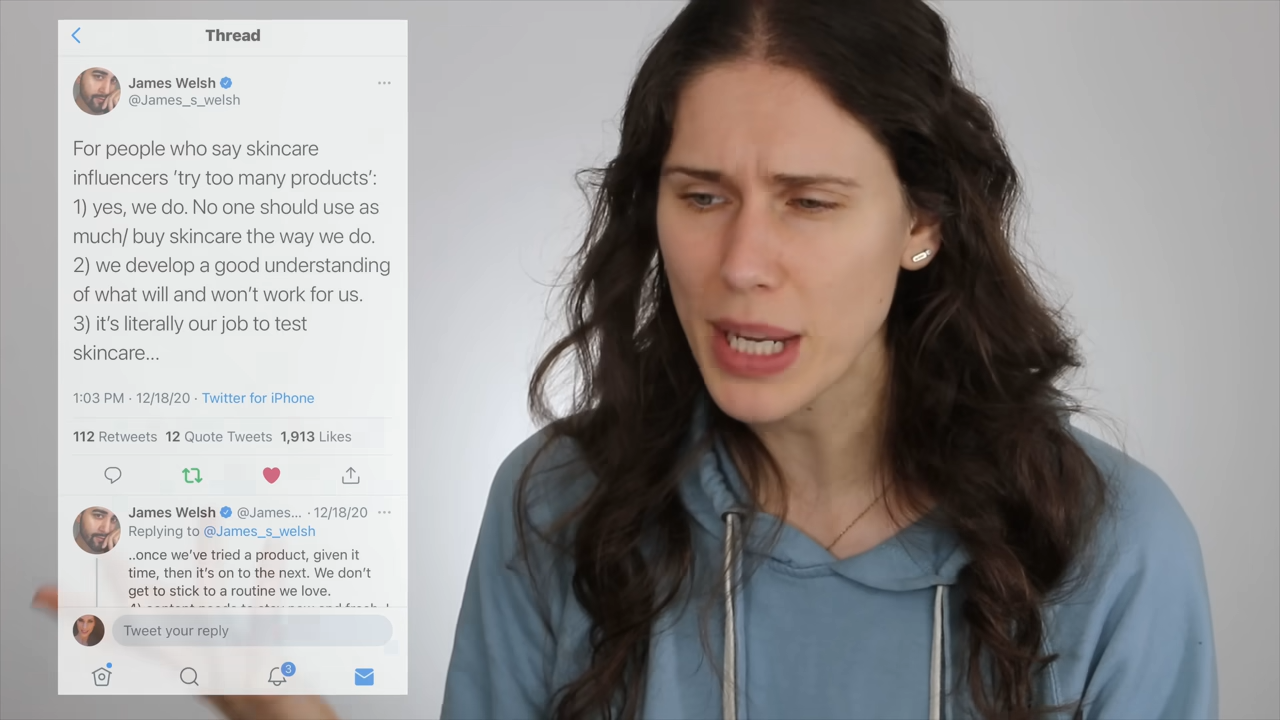 Thread
James Welsh
@James_s_welsh
For people who say skincare
influencers 'try too many products':
1) yes, we do. No one should use as
much/ buy skincare the way we do.
2) we develop a good understanding
of what will and won't work for us.
3) it's literally our job to test
skincare...
1:03 PM · 12/18/20 · Twitter for iPhone
112 Retweets 12 Quote Tweets 1,913 Likes
James Welsh @James... · 12/18/20
Replying to @James_s_welsh
..once we've tried a product, given it
time, then it's on to the next. We don't
get to stick to a routine we love.
Tweet your reply
3